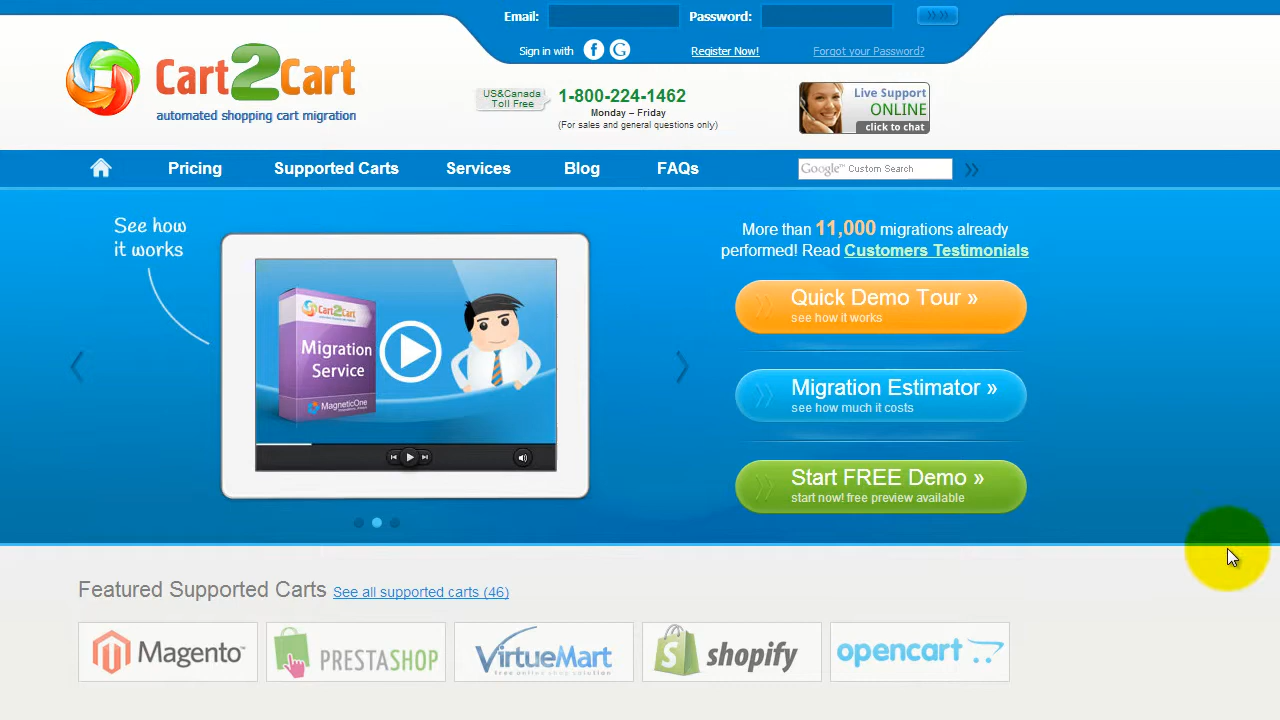 Email:
Password:
Sign in with
Register Now!
Forgot your Password?
Cart2Cart
automated shopping cart migration
US&Canada
Toll Free
1-800-224-1462
Monday – Friday
(For sales and general questions only)
Live Support
ONLINE
click to chat
Pricing
Supported Carts
Services
Blog
FAQs
Google™ Custom Search
See how
it works
Cart2Cart
Migration
Service
MagneticOne
More than 11,000 migrations already
performed! Read Customers Testimonials
Quick Demo Tour »
see how it works
Migration Estimator »
see how much it costs
Start FREE Demo »
start now! free preview available
Featured Supported Carts See all supported carts (46)
Magento
PRESTASHOP
VirtueMart
free online shop solution
shopify
opencart